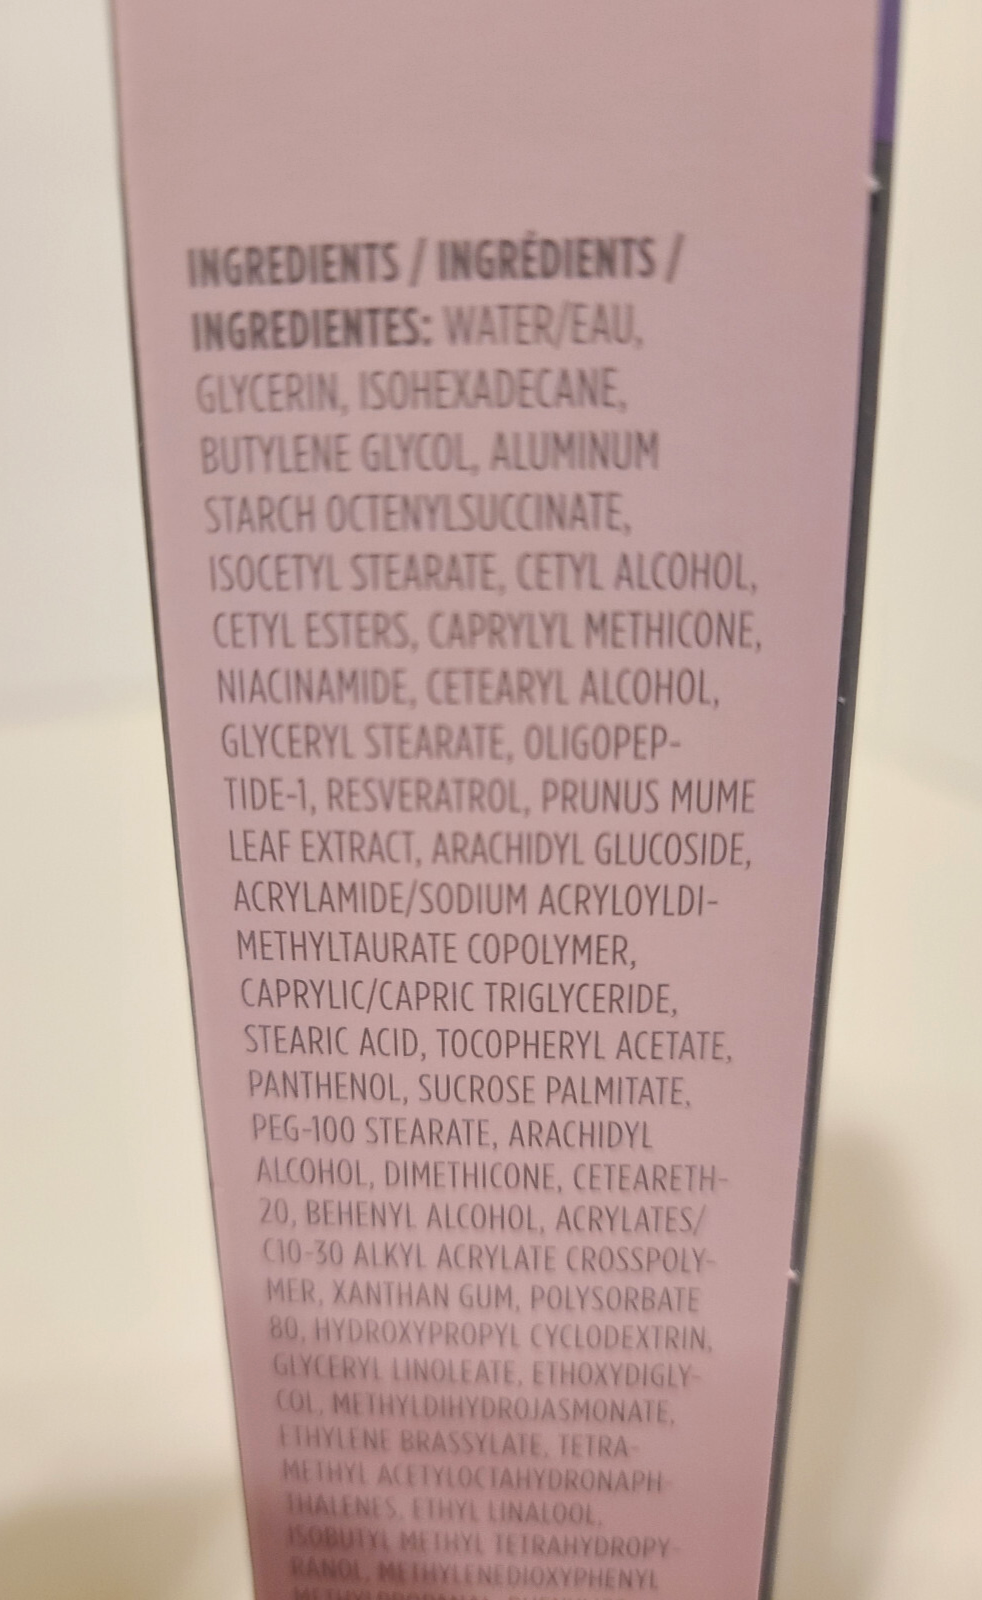 INGREDIENTS / INGRÉDIENTS /
INGREDIENTES: WATER/EAU,
GLYCERIN, ISOHEXADECANE,
BUTYLENE GLYCOL, ALUMINUM
STARCH OCTENYLSUCCINATE,
ISOCETYL STEARATE, CETYL ALCOHOL,
CETYL ESTERS, CAPRYLYL METHICONE,
NIACINAMIDE, CETEARYL ALCOHOL,
GLYCERYL STEARATE, OLIGOPEP-
TIDE-1, RESVERATROL, PRUNUS MUME
LEAF EXTRACT, ARACHIDYL GLUCOSIDE,
ACRYLAMIDE/SODIUM ACRYLOYLDI-
METHYLTAURATE COPOLYMER,
CAPRYLIC/CAPRIC TRIGLYCERIDE,
STEARIC ACID, TOCOPHERYL ACETATE,
PANTHENOL, SUCROSE PALMITATE,
PEG-100 STEARATE, ARACHIDYL
ALCOHOL, DIMETHICONE, CETEARETH-
20, BEHENYL ALCOHOL, ACRYLATES/
C10-30 ALKYL ACRYLATE CROSSPOLY-
MER, XANTHAN GUM, POLYSORBATE
80, HYDROXYPROPYL CYCLODEXTRIN,
GLYCERYL LINOLEATE, ETHOXYDIGLY-
COL, METHYLDIHYDROJASMONATE,
ETHYLENE BRASSYLATE, TETRA-
METHYL ACETYLOCTAHYDRONAPH-
THALENES, ETHYL LINALOOL,
ISOBUTYL METHYL TETRAHYDROPY-
RANOL, METHYLENEDIOXYPHENYL